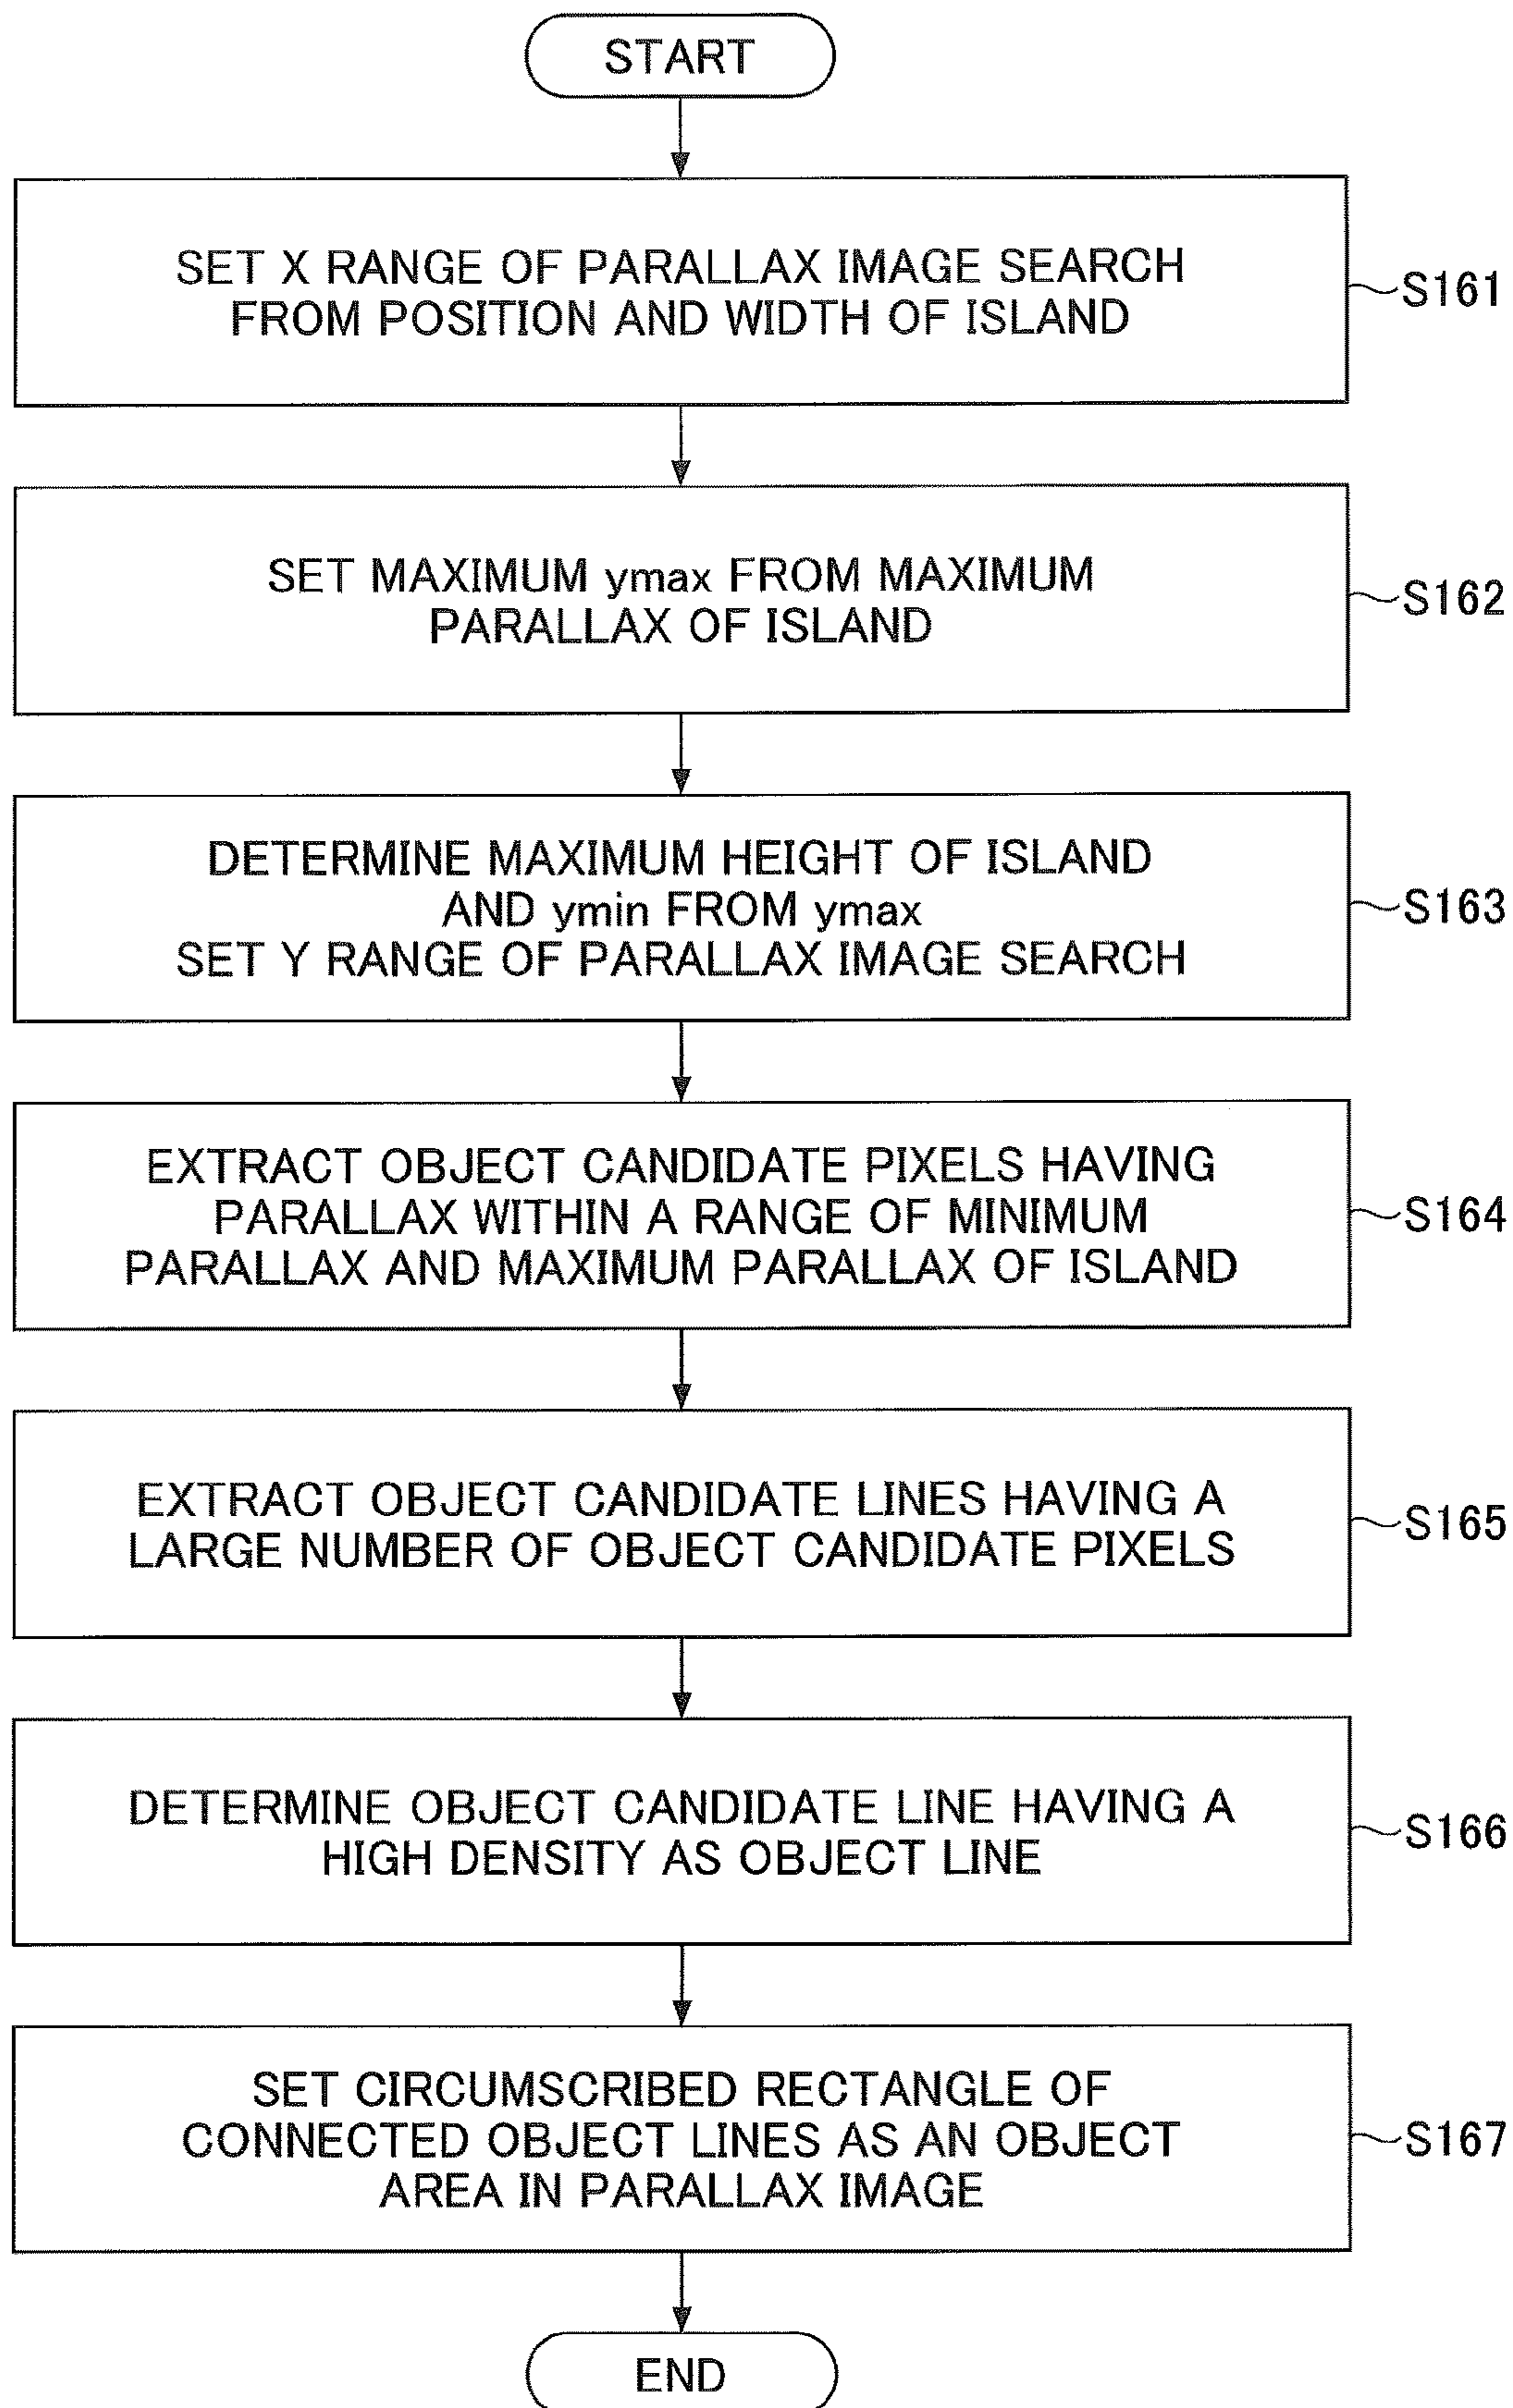 START
SET X RANGE OF PARALLAX IMAGE SEARCH
FROM POSITION AND WIDTH OF ISLAND
S161
SET MAXIMUM ymax FROM MAXIMUM
PARALLAX OF ISLAND
S162
DETERMINE MAXIMUM HEIGHT OF ISLAND
AND ymin FROM ymax
SET Y RANGE OF PARALLAX IMAGE SEARCH
S163
EXTRACT OBJECT CANDIDATE PIXELS HAVING
PARALLAX WITHIN A RANGE OF MINIMUM
PARALLAX AND MAXIMUM PARALLAX OF ISLAND
S164
EXTRACT OBJECT CANDIDATE LINES HAVING A
LARGE NUMBER OF OBJECT CANDIDATE PIXELS
S165
DETERMINE OBJECT CANDIDATE LINE HAVING A
HIGH DENSITY AS OBJECT LINE
S166
SET CIRCUMSCRIBED RECTANGLE OF
CONNECTED OBJECT LINES AS AN OBJECT
AREA IN PARALLAX IMAGE
S167
END